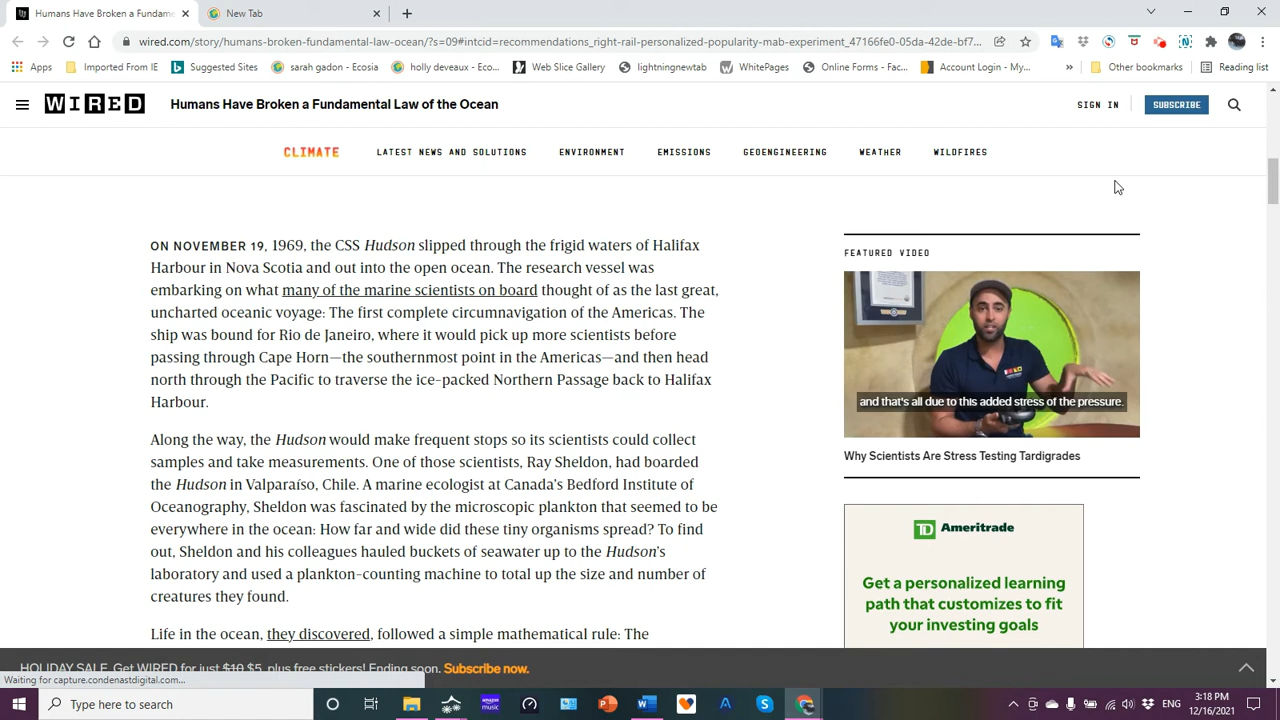 Humans Have Broken a Fundame
New Tab
wired.com/story/humans-broken-fundamental-law-ocean/?s=09#intcid=recommendations_right-rail-personalized-popularity-mab-experiment_47166fe0-05da-42de-bf7...
Apps
Imported From IE
Suggested Sites
sarah gadon - Ecosia
holly deveaux - Eco...
Web Slice Gallery
lightningnewtab
WhitePages
Online Forms - Fac...
Account Login - My...
»
Other bookmarks
Reading list
WIRED
Humans Have Broken a Fundamental Law of the Ocean
SIGN IN
SUBSCRIBE
CLIMATE
LATEST NEWS AND SOLUTIONS
ENVIRONMENT
EMISSIONS
GEOENGINEERING
WEATHER
WILDFIRES
ON NOVEMBER 19, 1969, the CSS Hudson slipped through the frigid waters of Halifax
Harbour in Nova Scotia and out into the open ocean. The research vessel was
embarking on what many of the marine scientists on board thought of as the last great,
uncharted oceanic voyage: The first complete circumnavigation of the Americas. The
ship was bound for Rio de Janeiro, where it would pick up more scientists before
passing through Cape Horn—the southernmost point in the Americas—and then head
north through the Pacific to traverse the ice-packed Northern Passage back to Halifax
Harbour.
Along the way, the Hudson would make frequent stops so its scientists could collect
samples and take measurements. One of those scientists, Ray Sheldon, had boarded
the Hudson in Valparaíso, Chile. A marine ecologist at Canada's Bedford Institute of
Oceanography, Sheldon was fascinated by the microscopic plankton that seemed to be
everywhere in the ocean: How far and wide did these tiny organisms spread? To find
out, Sheldon and his colleagues hauled buckets of seawater up to the Hudson's
laboratory and used a plankton-counting machine to total up the size and number of
creatures they found.
Life in the ocean, they discovered, followed a simple mathematical rule: The
FEATURED VIDEO
and that's all due to this added stress of the pressure.
Why Scientists Are Stress Testing Tardigrades
TD Ameritrade
Get a personalized learning
path that customizes to fit
your investing goals
HOLIDAY SALE. Get WIRED for just $10 $5, plus free stickers! Ending soon. Subscribe now.
Waiting for capture.condenastdigital.com...
Type here to search
ENG
3:18 PM
12/16/2021